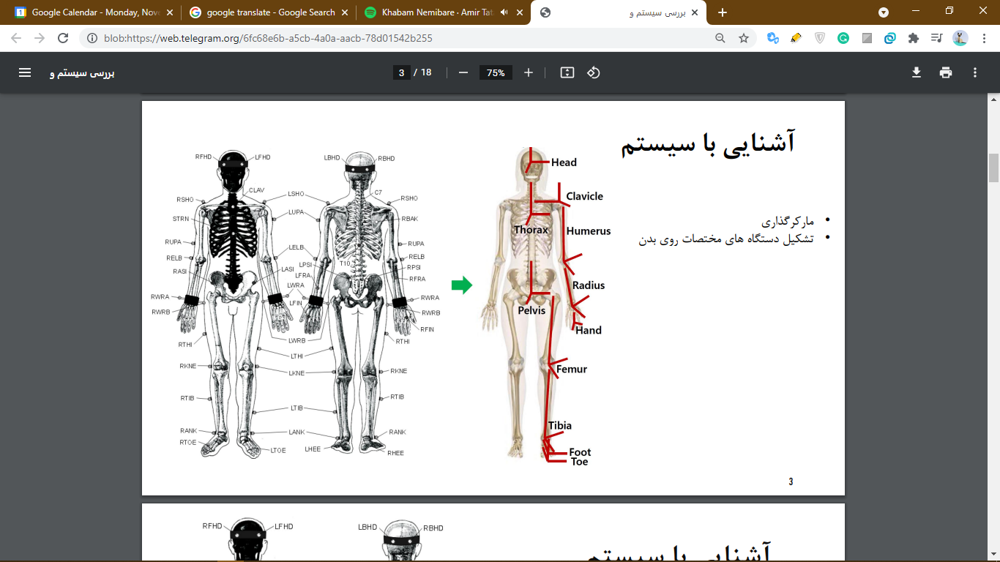 Google Calendar - Monday, Nove
google translate - Google Search
Khabam Nemibare · Amir Tat
بررسی سیستم و
blob:https://web.telegram.org/6fc68e6b-a5cb-4a0a-aacb-78d01542b255
بررسی سیستم و
3 / 18
75%
آشنایی با سیستم
مارکرگذاری
تشکیل دستگاه های مختصات روی بدن
RFHD LFHD LBHD RBHD
CLAV C7
RSHO LSHO RSHO
STRN LUPA RBAK
RUPA RUPA
RELB LELB RELB
RASI LASI LPSI T10 RPSI
LFRA RFRA
RWRA LWRA RWRA
RWRB LFIN RWRB
RFIN
RTHI LWRB RTHI
LTHI
RKNE LKNE RKNE
RTIB LTIB RTIB
RANK LANK RANK
RTOE LTOE LHEE RHEE
Head
Clavicle
Thorax
Humerus
Radius
Pelvis
Hand
Femur
Tibia
Foot
Toe
3
RFHD LFHD LBHD RBHD
آشنایی با سیستم